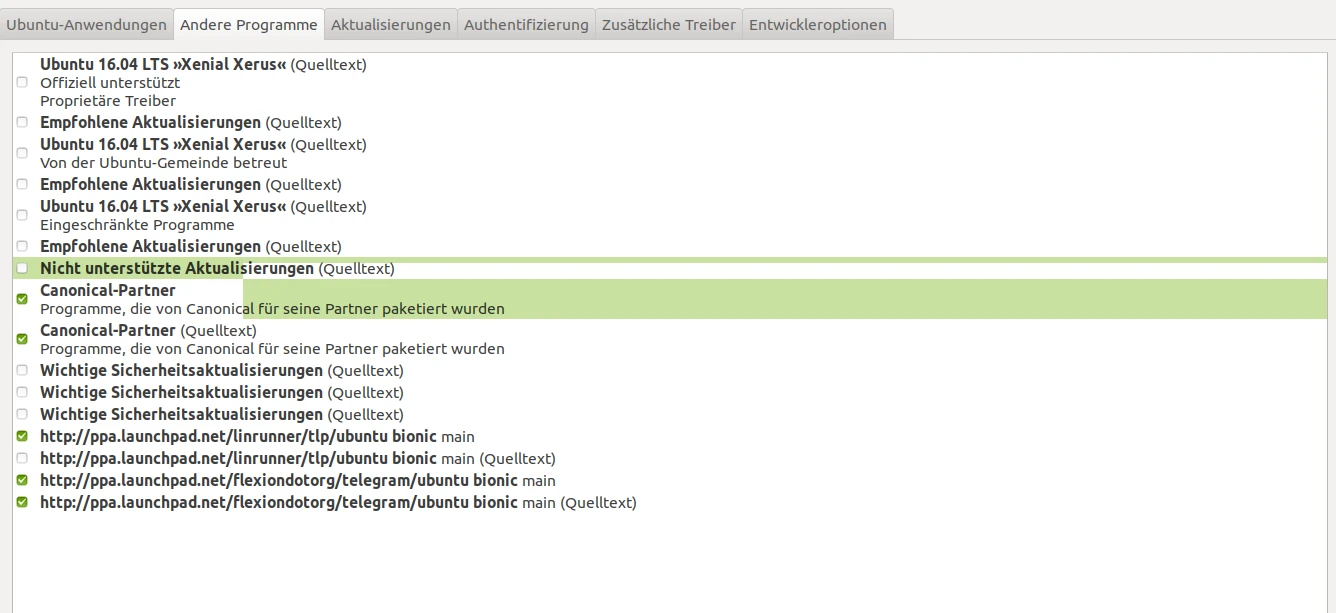 Ubuntu-Anwendungen Andere Programme Aktualisierungen Authentifizierung Zusätzliche Treiber Entwickleroptionen
Ubuntu 16.04 LTS »Xenial Xerus« (Quelltext)
Offiziell unterstützt
Proprietäre Treiber
Empfohlene Aktualisierungen (Quelltext)
Ubuntu 16.04 LTS »Xenial Xerus« (Quelltext)
Von der Ubuntu-Gemeinde betreut
Empfohlene Aktualisierungen (Quelltext)
Ubuntu 16.04 LTS »Xenial Xerus« (Quelltext)
Eingeschränkte Programme
Empfohlene Aktualisierungen (Quelltext)
Nicht unterstützte Aktualisierungen (Quelltext)
Canonical-Partner
Programme, die von Canonical für seine Partner paketiert wurden
Canonical-Partner (Quelltext)
Programme, die von Canonical für seine Partner paketiert wurden
Wichtige Sicherheitsaktualisierungen (Quelltext)
Wichtige Sicherheitsaktualisierungen (Quelltext)
Wichtige Sicherheitsaktualisierungen (Quelltext)
http://ppa.launchpad.net/linrunner/tlp/ubuntu bionic main
http://ppa.launchpad.net/linrunner/tlp/ubuntu bionic main (Quelltext)
http://ppa.launchpad.net/flexiondotorg/telegram/ubuntu bionic main
http://ppa.launchpad.net/flexiondotorg/telegram/ubuntu bionic main (Quelltext)